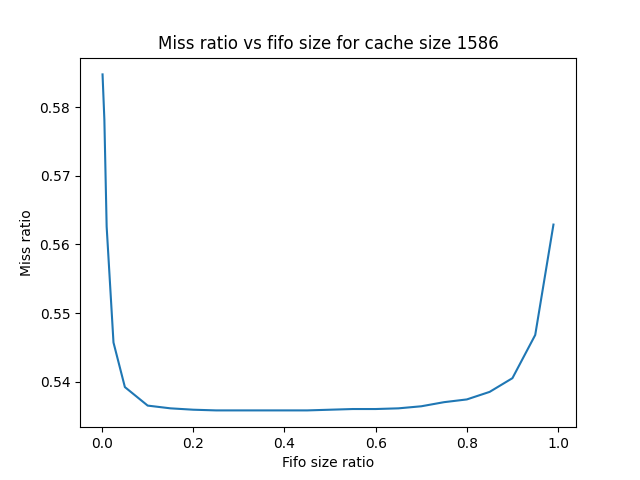 Miss ratio vs fifo size for cache size 1586
0.58
0.57
0.56
0.55
0.54
Miss ratio
0.0 0.2 0.4 0.6 0.8 1.0
Fifo size ratio